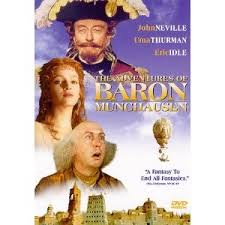 John NEVILLE
Uma THURMAN
Eric IDLE
THE ADVENTURES OF
BARON
MUNCHAUSEN
"A Fantasy To
End All Fantasies."
DVD